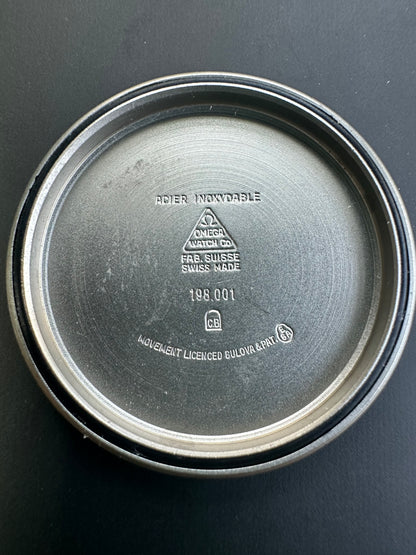 ACIER INOXYDABLE
Ω
OMEGA
WATCH Co
FAB. SUISSE
SWISS MADE
198.001
CB
MOVEMENT LICENCED BULOVA & PAT.